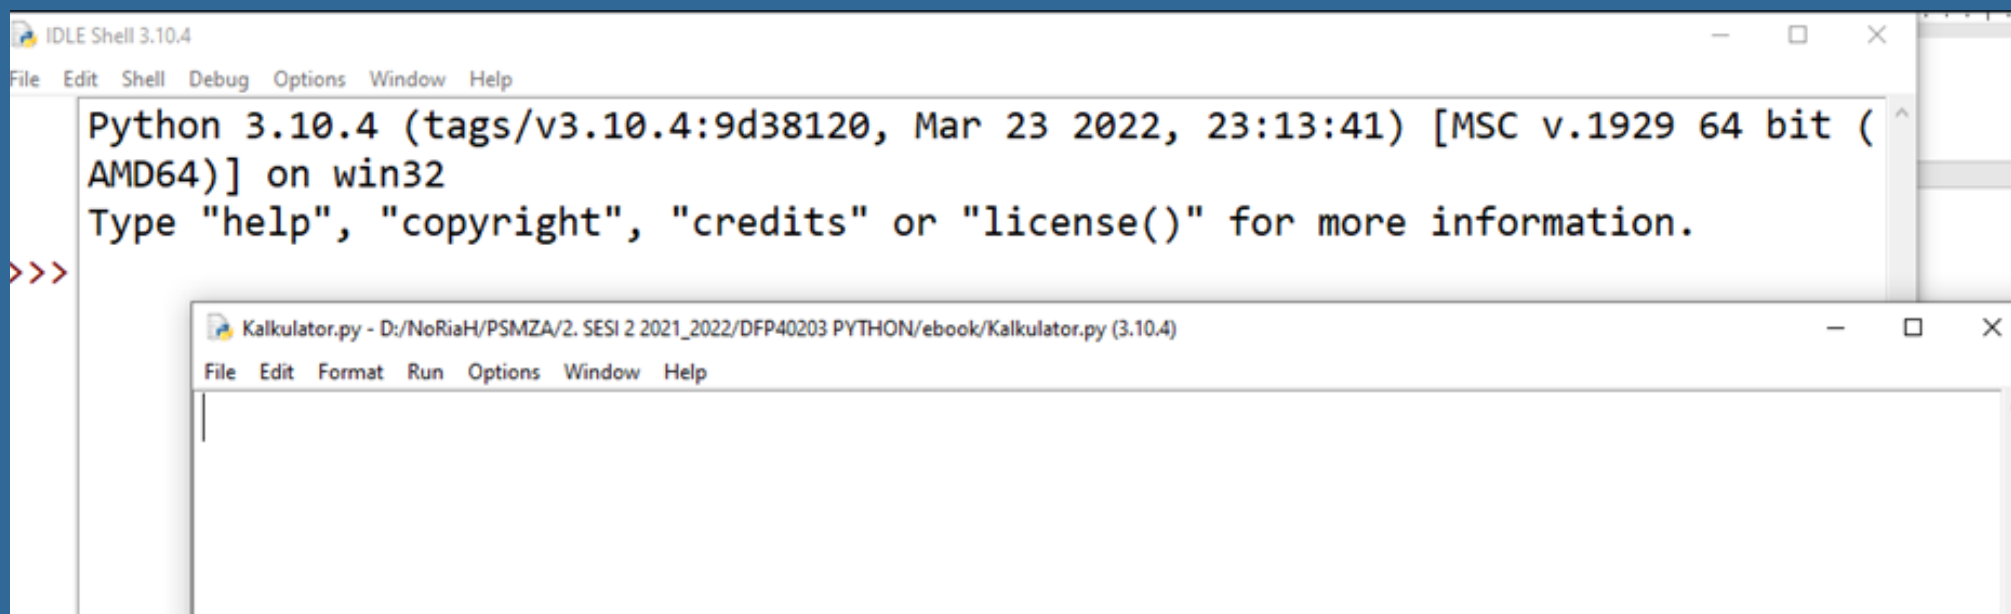 IDLE Shell 3.10.4
File Edit Shell Debug Options Window Help
Python 3.10.4 (tags/v3.10.4:9d38120, Mar 23 2022, 23:13:41) [MSC v.1929 64 bit (
AMD64)] on win32
Type "help", "copyright", "credits" or "license()" for more information.
>>>
Kalkulator.py - D:/NoRiaH/PSMZA/2. SESI 2 2021_2022/DFP40203 PYTHON/ebook/Kalkulator.py (3.10.4)
File Edit Format Run Options Window Help